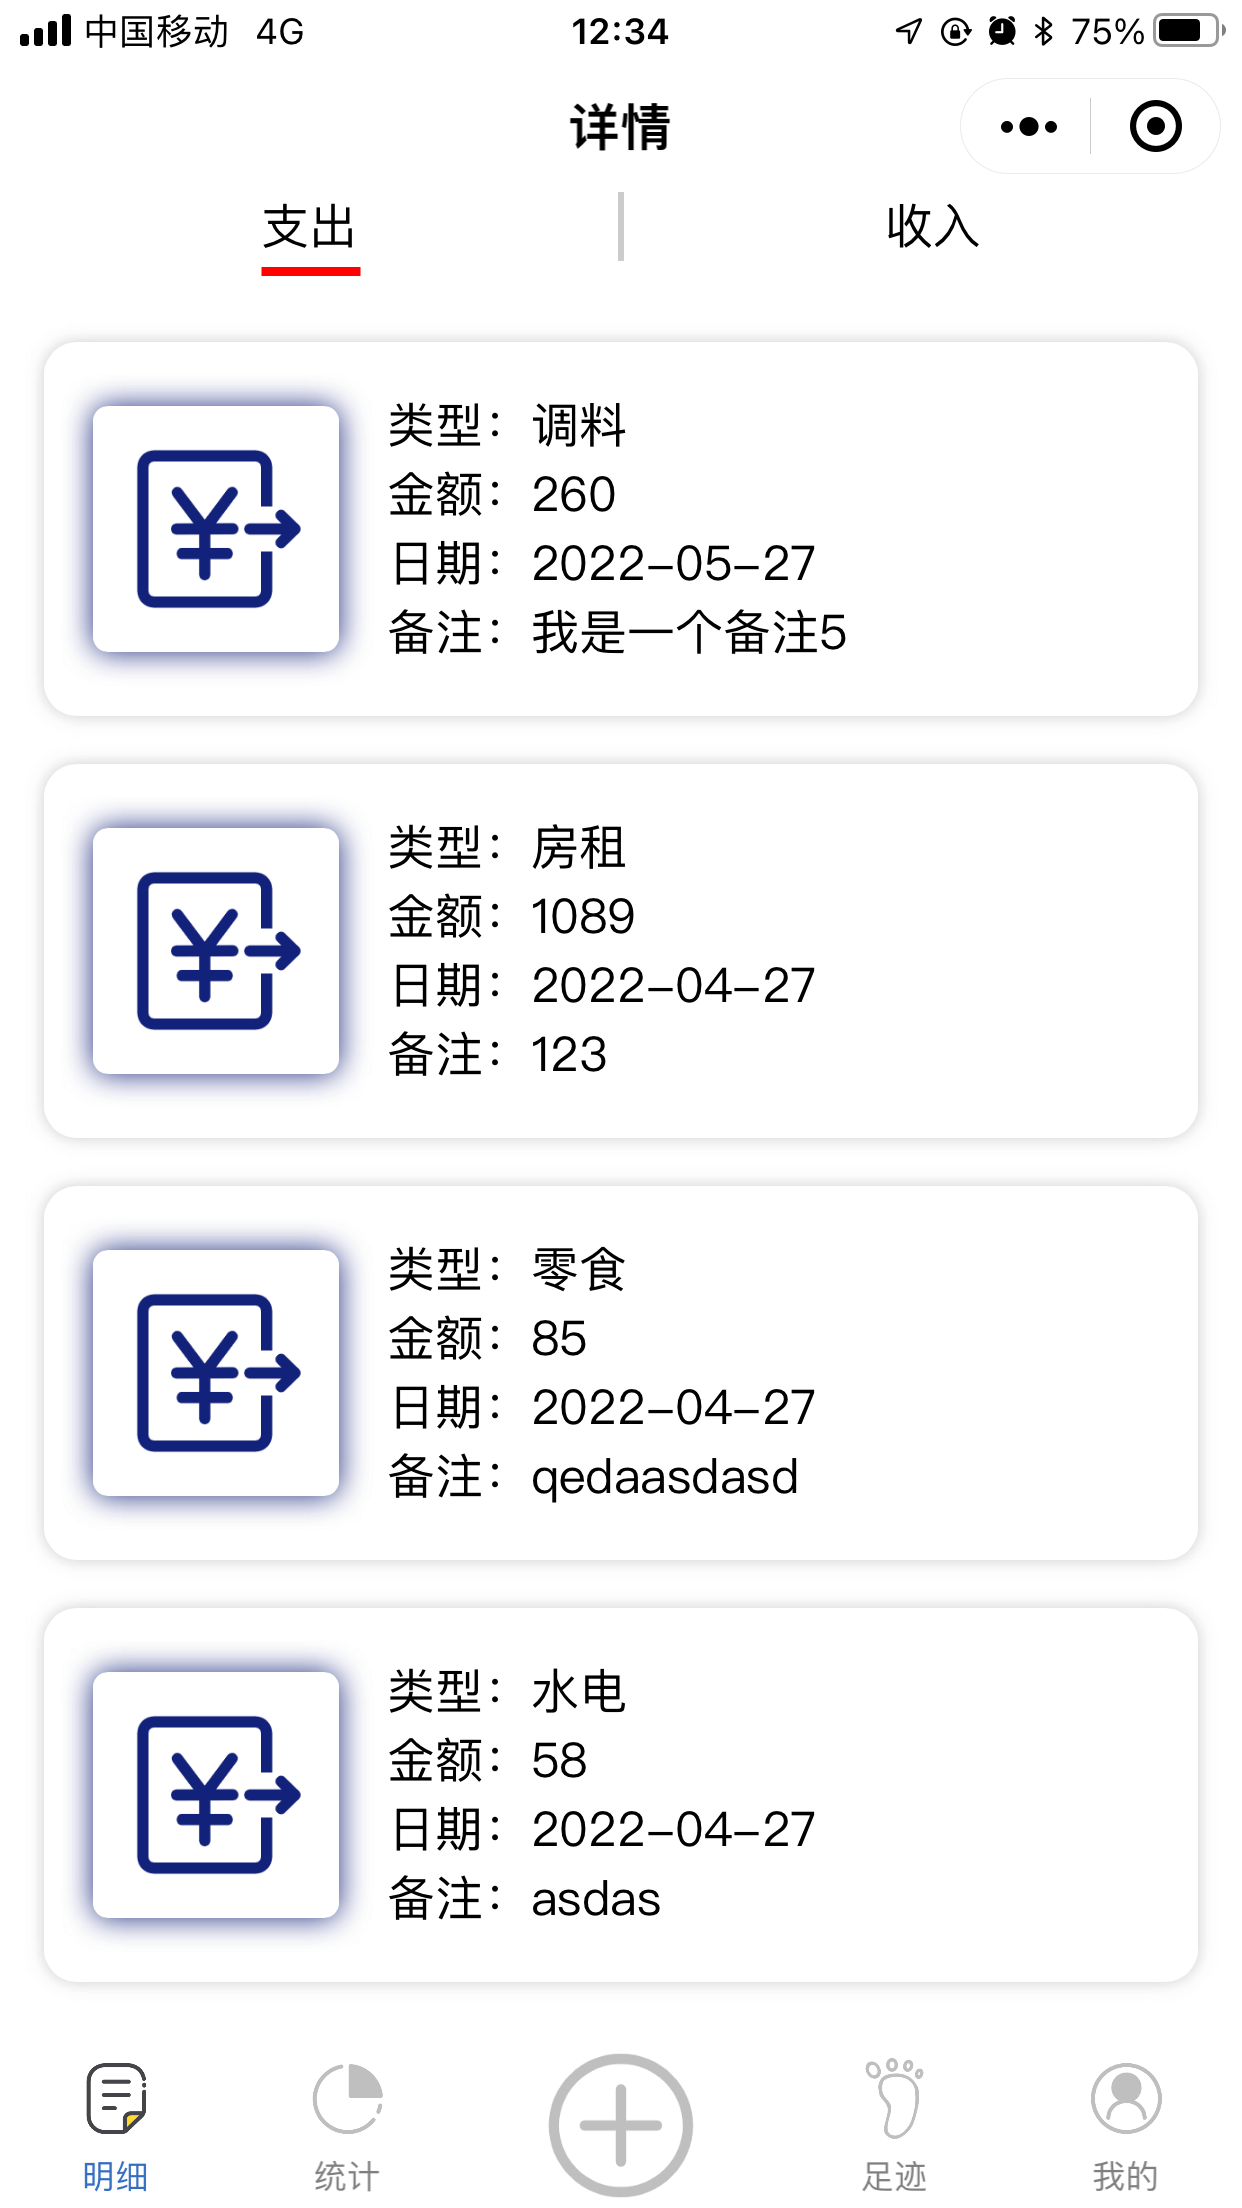 中国移动 4G 12:34 75%
详情
支出 收入
类型：调料
金额：260
日期：2022-05-27
备注：我是一个备注5
类型：房租
金额：1089
日期：2022-04-27
备注：123
类型：零食
金额：85
日期：2022-04-27
备注：qedaasdasd
类型：水电
金额：58
日期：2022-04-27
备注：asdas
明细 统计 足迹 我的